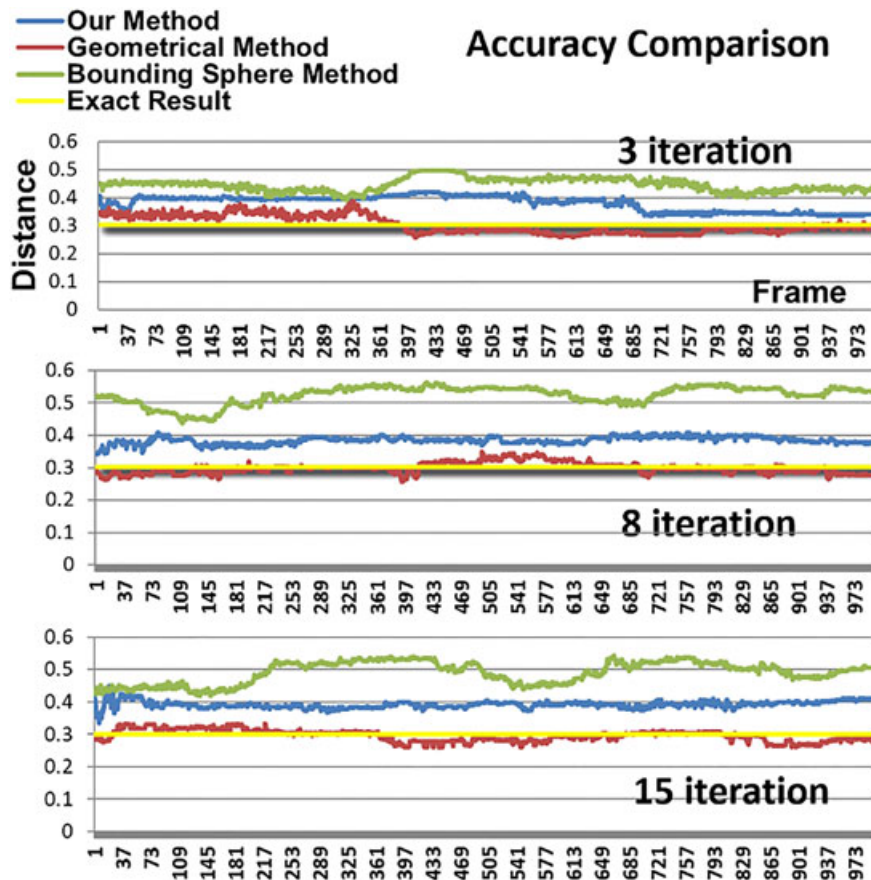 Our Method
Geometrical Method
Bounding Sphere Method
Exact Result
Accuracy Comparison
3 iteration
Distance
0.6
0.5
0.4
0.3
0.2
0.1
0
Frame
1 37 73 109 145 181 217 253 289 325 361 397 433 469 505 541 577 613 649 685 721 757 793 829 865 901 937 973
0.6
0.5
0.4
0.3
0.2
0.1
0
8 iteration
1 37 73 109 145 181 217 253 289 325 361 397 433 469 505 541 577 613 649 685 721 757 793 829 865 901 937 973
0.6
0.5
0.4
0.3
0.2
0.1
0
15 iteration
1 37 73 109 145 181 217 253 289 325 361 397 433 469 505 541 577 613 649 685 721 757 793 829 865 901 937 973